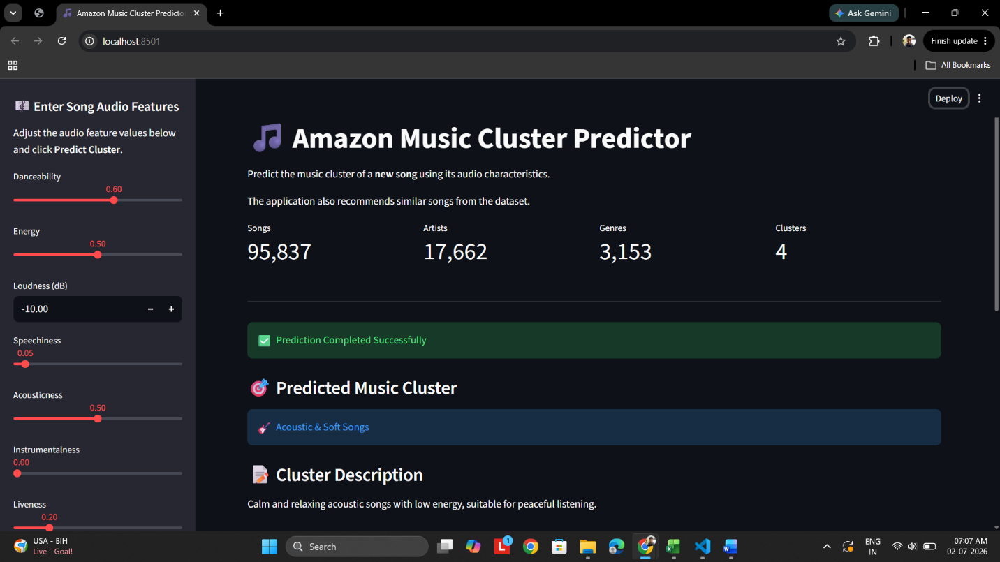 Amazon Music Cluster Predicto
Ask Gemini
localhost:8501
Finish update
All Bookmarks
Deploy
Enter Song Audio Features
Adjust the audio feature values below
and click Predict Cluster.
Danceability
0.60
Energy
0.50
Loudness (dB)
-10.00
Speechiness
0.05
Acousticness
0.50
Instrumentalness
0.00
Liveness
0.20
Amazon Music Cluster Predictor
Predict the music cluster of a new song using its audio characteristics.
The application also recommends similar songs from the dataset.
Songs Artists Genres Clusters
95,837 17,662 3,153 4
Prediction Completed Successfully
Predicted Music Cluster
Acoustic & Soft Songs
Cluster Description
Calm and relaxing acoustic songs with low energy, suitable for peaceful listening.
USA - BIH
Live - Goal!
Search
L 1
ENG
IN
07:07 AM
02-07-2026